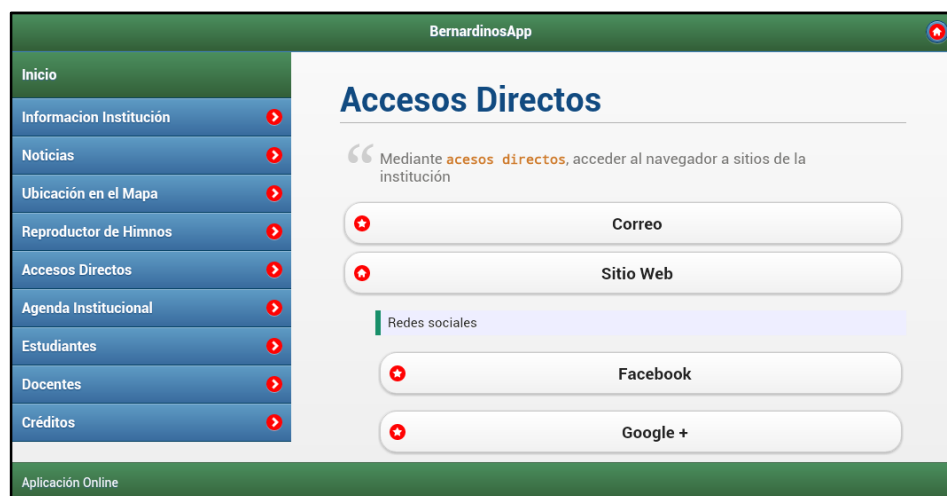 BernardinosApp
Inicio
Informacion Institución
Noticias
Ubicación en el Mapa
Reproductor de Himnos
Accesos Directos
Agenda Institucional
Estudiantes
Docentes
Créditos
Accesos Directos
“ Mediante acesos directos, acceder al navegador a sitios de la
institución
Correo
Sitio Web
Redes sociales
Facebook
Google +
Aplicación Online